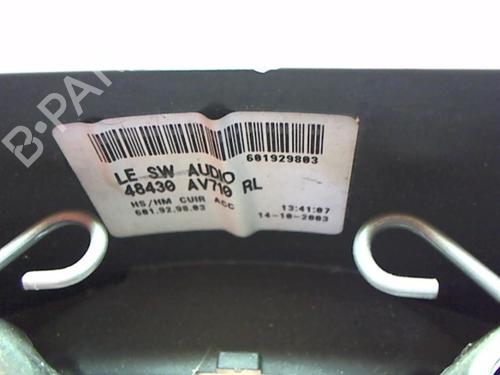 B-PARTS
601929803
LE SW AUDIO
48430 AV710 RL
HS/HM CUIR ACC
601.92.98.03
13:41:07
14-10-2003